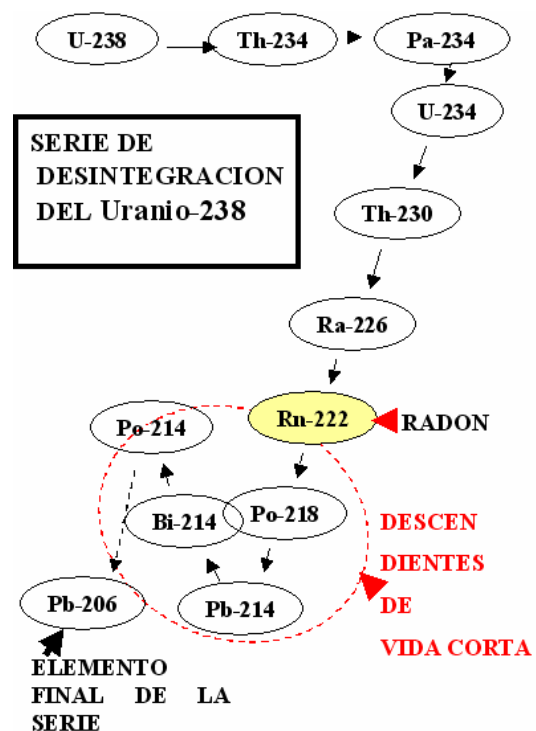 U-238 Th-234 Pa-234
U-234
SERIE DE
DESINTEGRACION
DEL Uranio-238
Th-230
Ra-226
Rn-222 RADON
Po-214
Bi-214 Po-218
Pb-214
Pb-206
DESCEN
DIENTES
DE
VIDA CORTA
ELEMENTO
FINAL DE LA
SERIE